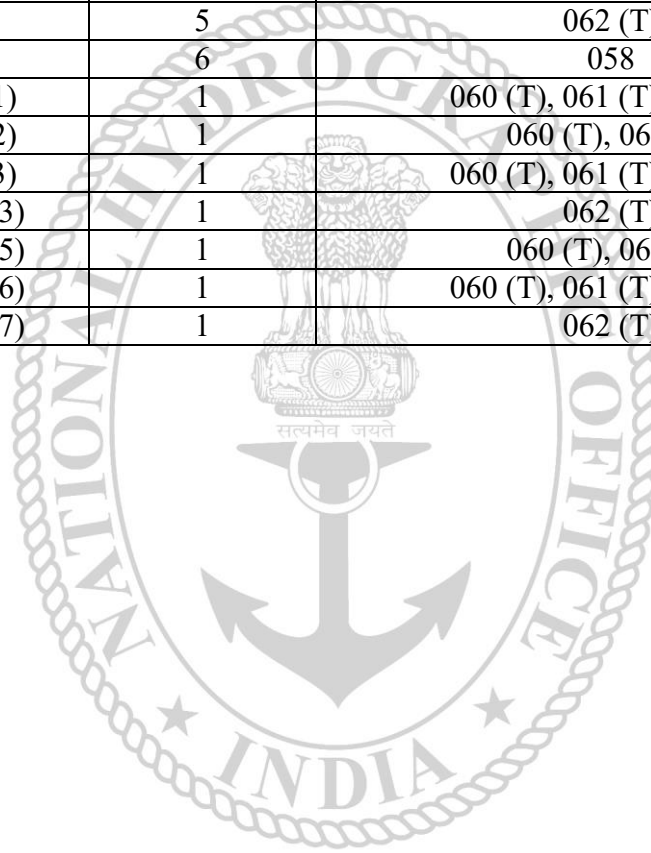 5 062 (T)
6 058
1) 1 060 (T), 061 (T)
2) 1 060 (T), 06
3) 1 060 (T), 061 (T)
3) 1 062 (T)
5) 1 060 (T), 06
6) 1 060 (T), 061 (T)
7) 1 062 (T)
NATIONAL HYDROGRAPHIC OFFICE
सत्यमेव जयते
★ INDIA ★